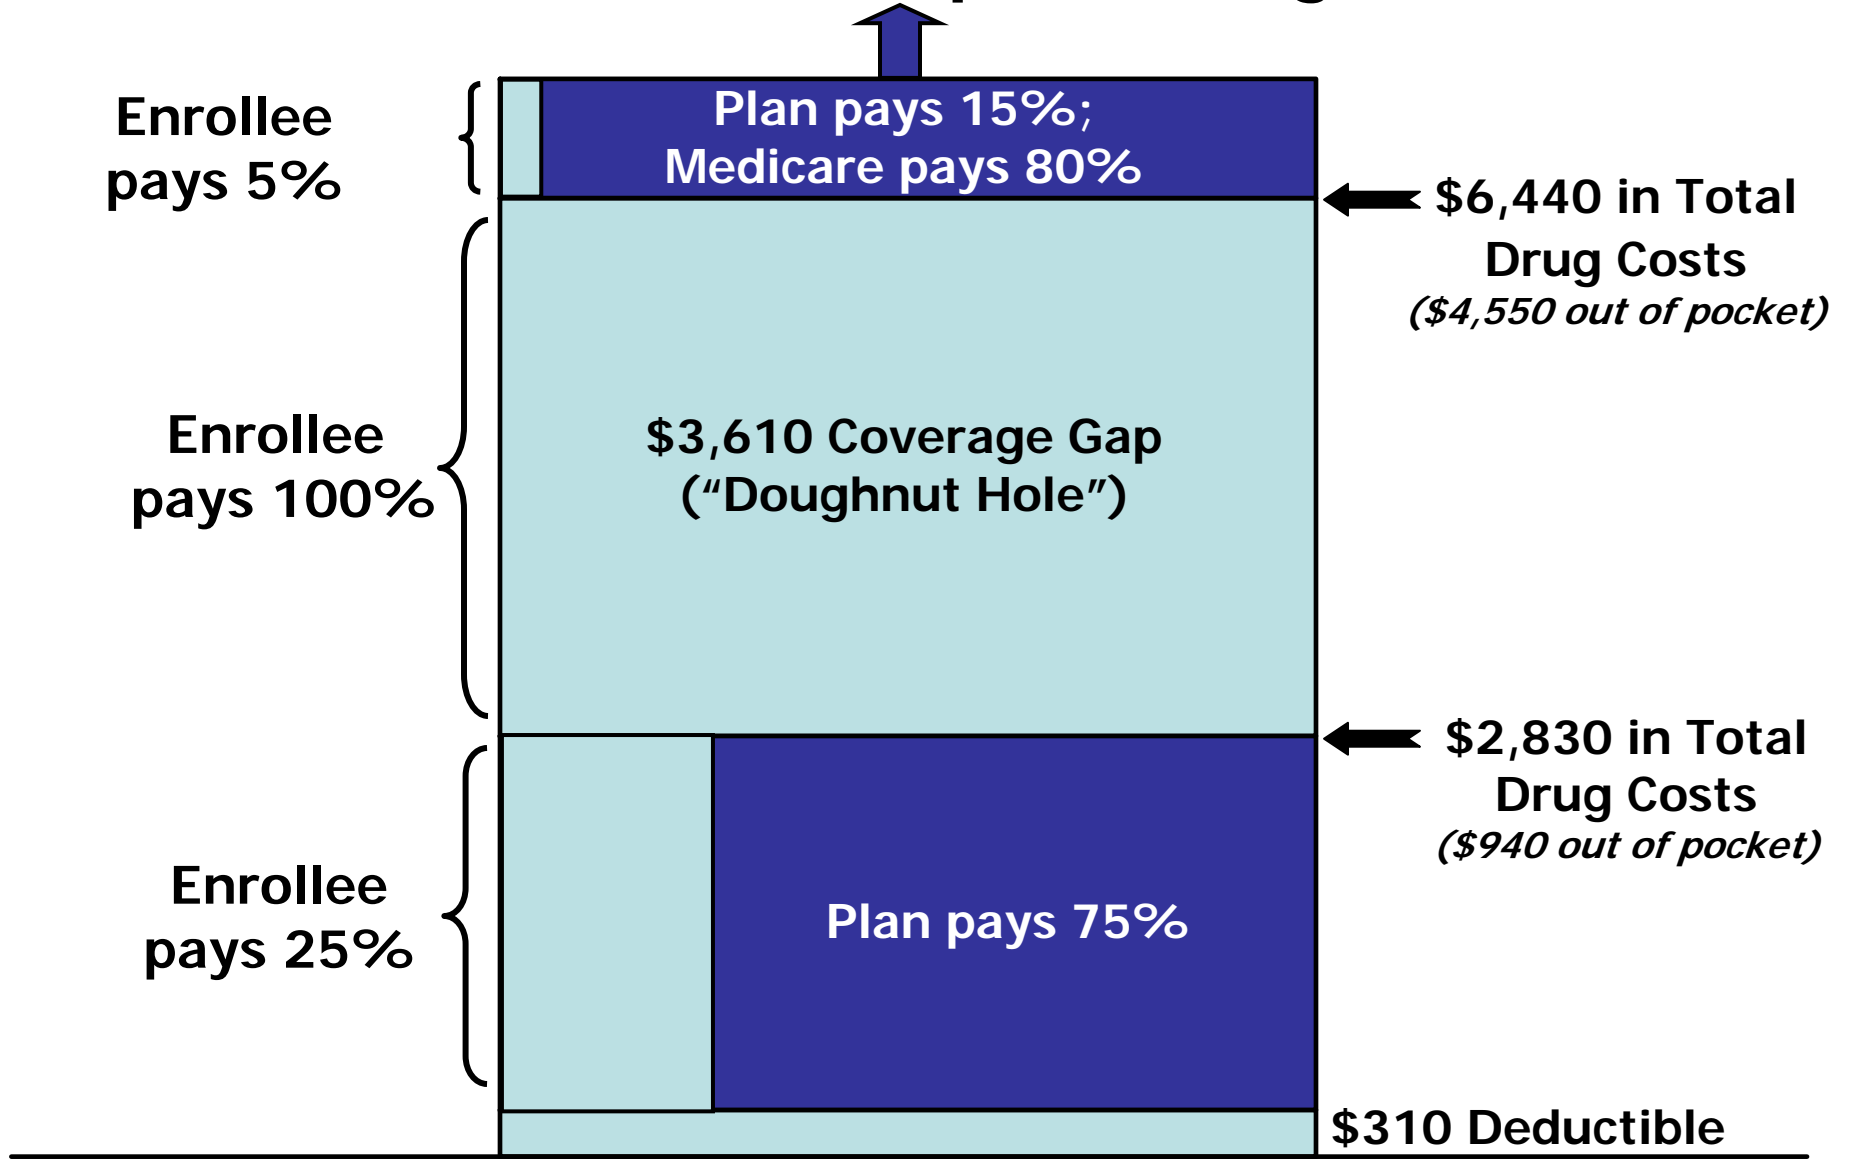 Enrollee
pays 5%
Plan pays 15%;
Medicare pays 80%
$6,440 in Total
Drug Costs
($4,550 out of pocket)
Enrollee
pays 100%
$3,610 Coverage Gap
(“Doughnut Hole”)
$2,830 in Total
Drug Costs
($940 out of pocket)
Enrollee
pays 25%
Plan pays 75%
$310 Deductible